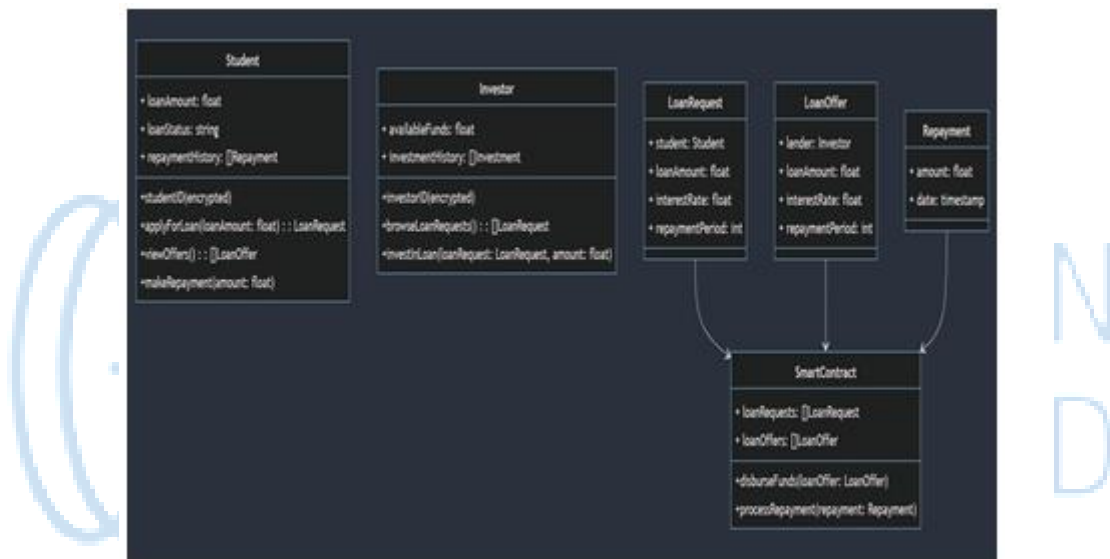 Student
+ loanAmount: float
+ loanStatus: string
+ repaymentHistory: []Repayment
+studentID(encrypted)
+applyForLoan(loanAmount: float) : : LoanRequest
+viewOffers() : : []LoanOffer
+makeRepayment(amount: float)
Investor
+ availableFunds: float
+ investmentHistory: []Investment
+investorID(encrypted)
+browseLoanRequests() : : []LoanRequest
+investInLoan(loanRequest: LoanRequest, amount: float)
LoanRequest
+ student: Student
+ loanAmount: float
+ interestRate: float
+ repaymentPeriod: int
LoanOffer
+ lender: Investor
+ loanAmount: float
+ interestRate: float
+ repaymentPeriod: int
Repayment
+ amount: float
+ date: timestamp
SmartContract
+ loanRequests: []LoanRequest
+ loanOffers: []LoanOffer
+disburseFunds(loanOffer: LoanOffer)
+processRepayment(repayment: Repayment)
N
D